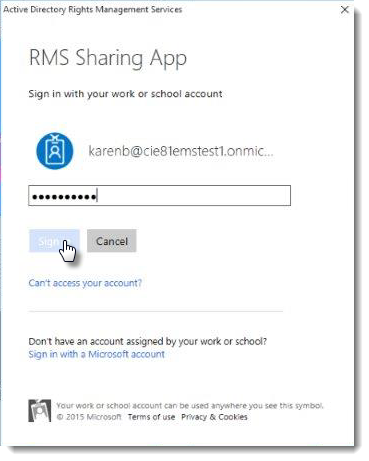 Active Directory Rights Management Services
RMS Sharing App
Sign in with your work or school account
karenb@cie81emstest1.onmic...
••••••••••
Sign
Cancel
Can't access your account?
Don't have an account assigned by your work or school?
Sign in with a Microsoft account
Your work or school account can be used anywhere you see this symbol.
© 2015 Microsoft Terms of use Privacy & Cookies